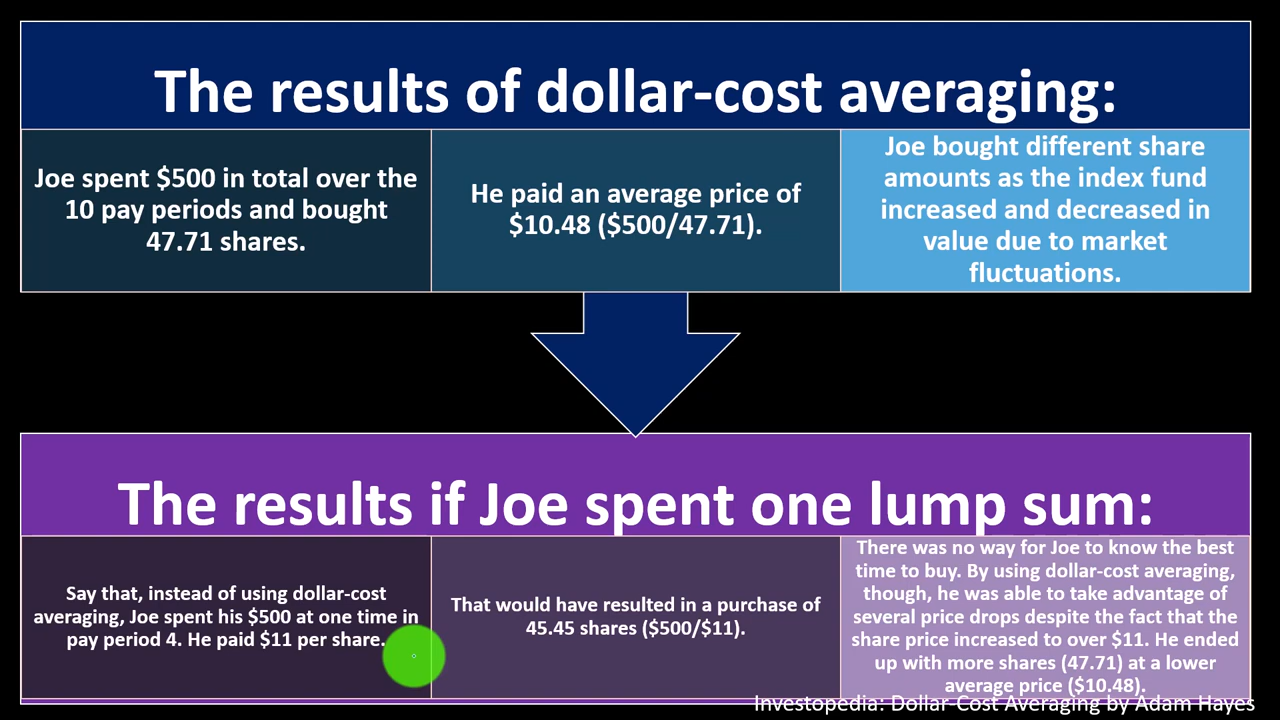 The results of dollar-cost averaging:
Joe spent $500 in total over the
10 pay periods and bought
47.71 shares.
He paid an average price of
$10.48 ($500/47.71).
Joe bought different share
amounts as the index fund
increased and decreased in
value due to market
fluctuations.
The results if Joe spent one lump sum:
Say that, instead of using dollar-cost
averaging, Joe spent his $500 at one time in
pay period 4. He paid $11 per share.
That would have resulted in a purchase of
45.45 shares ($500/$11).
There was no way for Joe to know the best
time to buy. By using dollar-cost averaging,
though, he was able to take advantage of
several price drops despite the fact that the
share price increased to over $11. He ended
up with more shares (47.71) at a lower
average price ($10.48).
Investopedia: Dollar-Cost Averaging by Adam Hayes